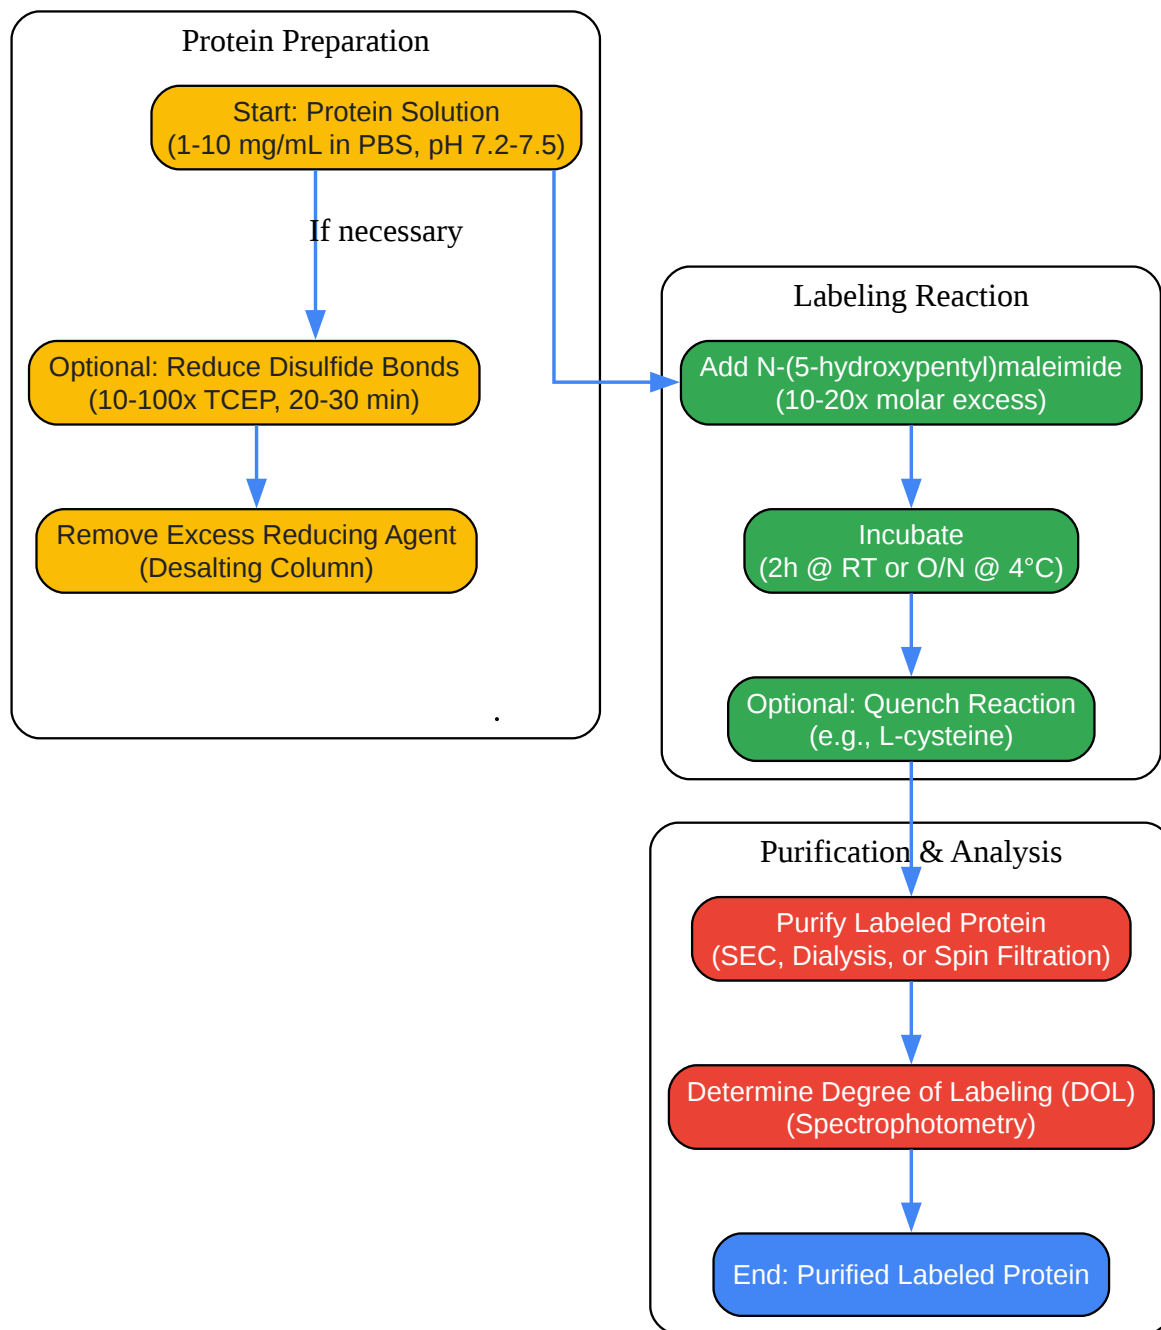 Protein Preparation
Start: Protein Solution
(1-10 mg/mL in PBS, pH 7.2-7.5)
If necessary
Optional: Reduce Disulfide Bonds
(10-100x TCEP, 20-30 min)
Remove Excess Reducing Agent
(Desalting Column)
.
Labeling Reaction
Add N-(5-hydroxypentyl)maleimide
(10-20x molar excess)
Incubate
(2h @ RT or O/N @ 4°C)
Optional: Quench Reaction
(e.g., L-cysteine)
Purification & Analysis
Purify Labeled Protein
(SEC, Dialysis, or Spin Filtration)
Determine Degree of Labeling (DOL)
(Spectrophotometry)
End: Purified Labeled Protein